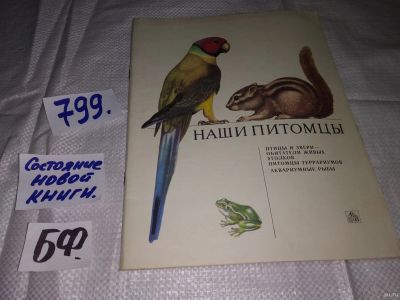 799.
Состояние
новой
книги.
БФ.
НАШИ ПИТОМЦЫ
ПТИЦЫ И ЗВЕРИ —
ОБИТАТЕЛИ ЖИВЫХ
УГОЛКОВ
ПИТОМЦЫ ТЕРРАРИУМОВ
АКВАРИУМНЫЕ РЫБЫ